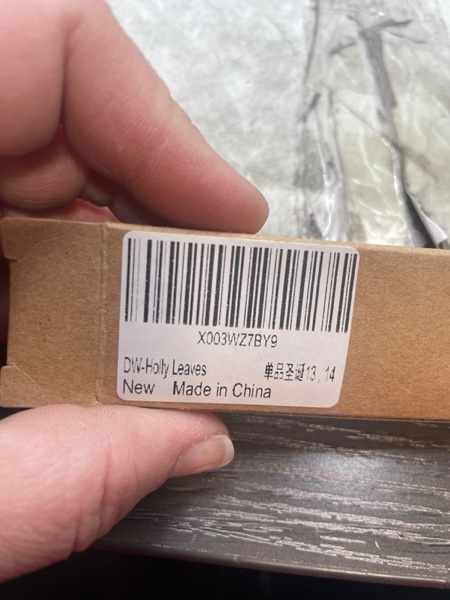 X003WZ7BY9
DW-Holly Leaves 单品圣诞13, 14
New Made in China